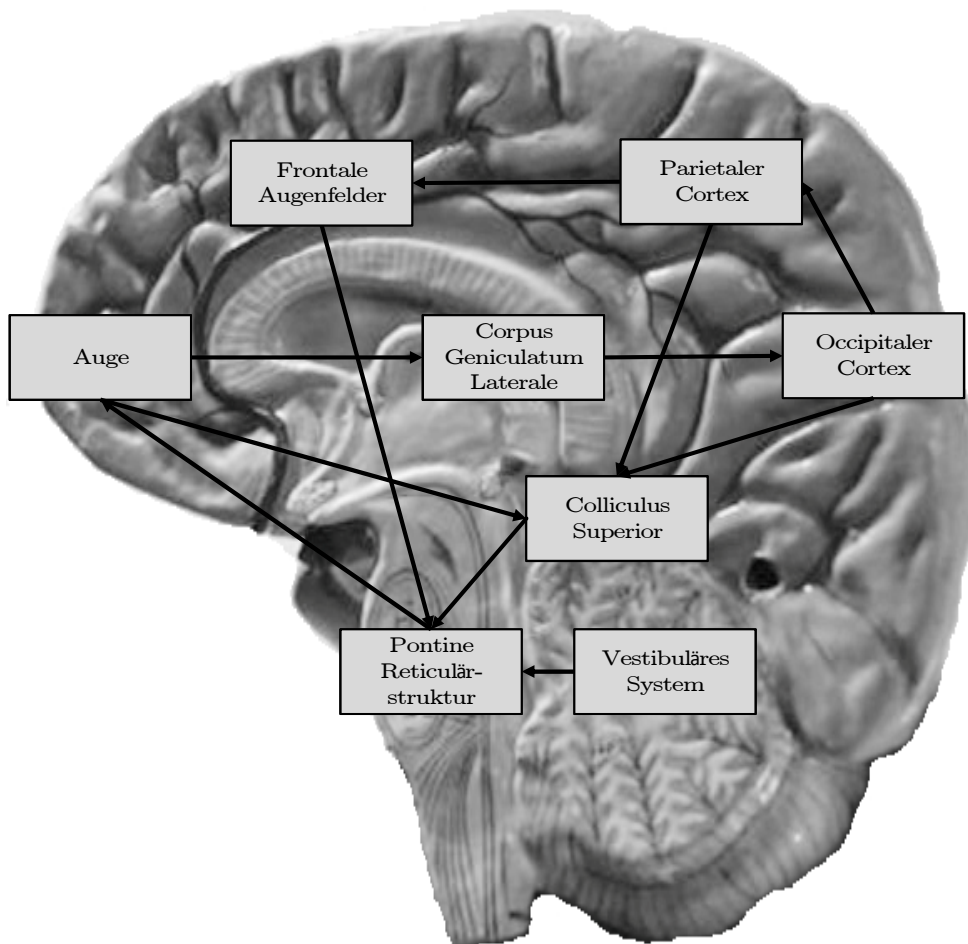 Frontale
Augenfelder
Parietaler
Cortex
Auge
Corpus
Geniculatum
Laterale
Occipitaler
Cortex
Colliculus
Superior
Pontine
Reticulär-
struktur
Vestibuläres
System